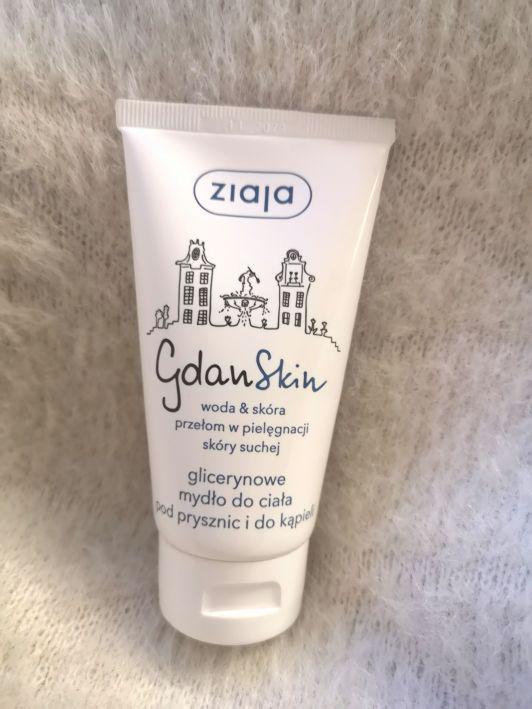 ziaja
GdanSkin
woda & skóra
przełom w pielęgnacji
skóry suchej
glicerynowe
mydło do ciała
pod prysznic i do kąpieli